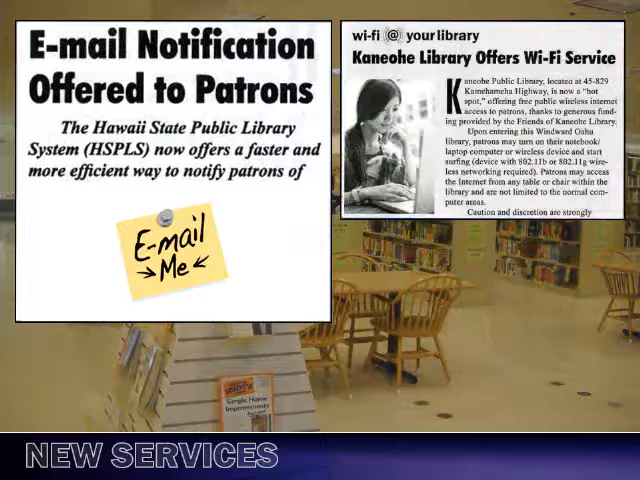 E-mail Notification
Offered to Patrons
The Hawaii State Public Library
System (HSPLS) now offers a faster and
more efficient way to notify patrons of
E-mail
Me
wi-fi @ your library
Kaneohe Library Offers Wi-Fi Service
Kaneohe Public Library, located at 45-829
Kamehameha Highway, is now a "hot
spot," offering free public wireless internet
access to patrons, thanks to generous fund-
ing provided by the Friends of Kaneohe Library.
Upon entering this Windward Oahu
library, patrons may turn on their notebook/
laptop computer or wireless device and start
surfing (device with 802.11b or 802.11g wire-
less networking required). Patrons may access
the Internet from any table or chair within the
library and are not limited to the normal com-
puter areas.
Caution and discretion are strongly
Simple Home
Improvements
NEW SERVICES